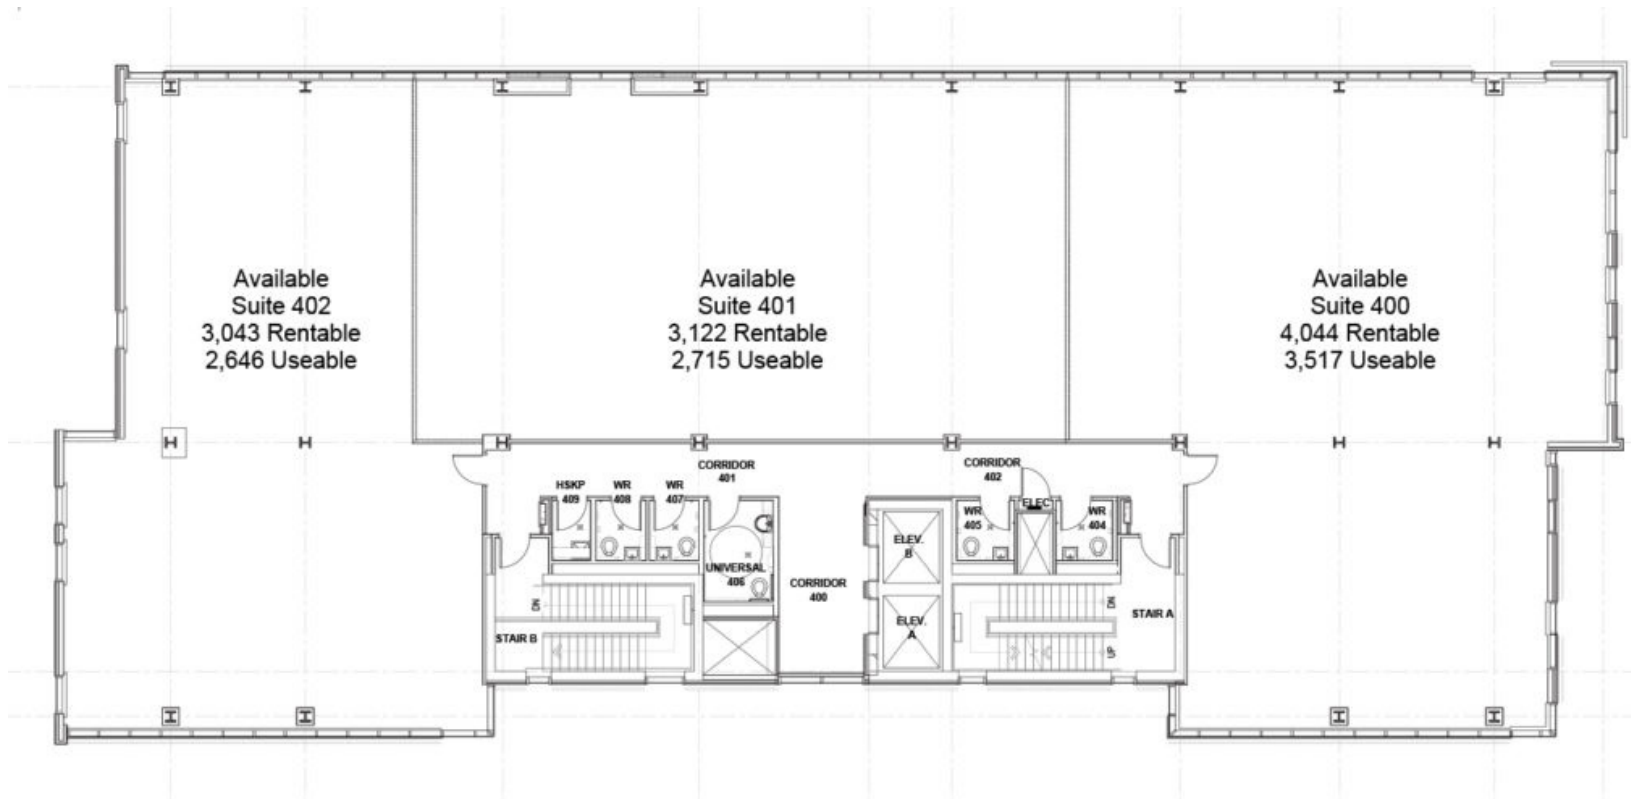 Available
Suite 402
3,043 Rentable
2,646 Useable
Available
Suite 401
3,122 Rentable
2,715 Useable
Available
Suite 400
4,044 Rentable
3,517 Useable
CORRIDOR
401
CORRIDOR
402
HSKP
409
WR
408
WR
407
ELEC
WR
405
WR
404
ELEV.
B
UNIVERSAL
406
CORRIDOR
400
DN
DN
STAIR B
ELEV.
A
STAIR A
UP